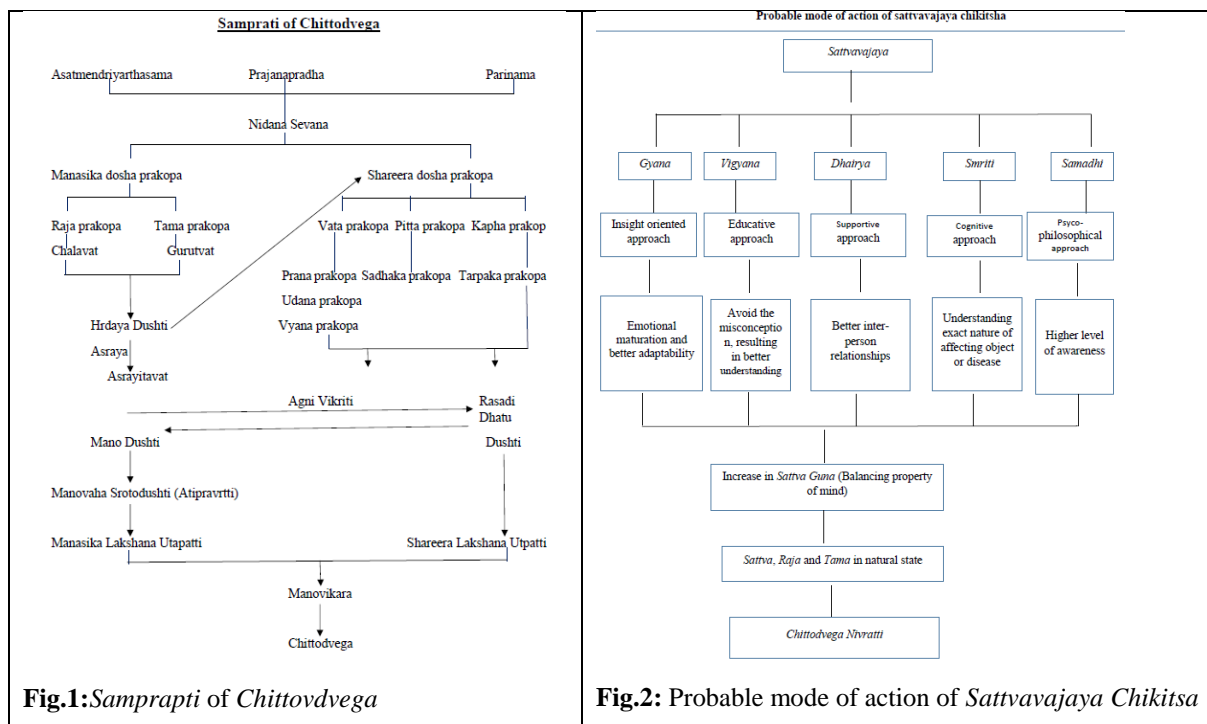 Samprati of Chittodvega
Asatmendriyarthasama Prajanapradha Parinama
Nidana Sevana
Manasika dosha prakopa Shareera dosha prakopa
Raja prakopa Tama prakopa Vata prakopa Pitta prakopa Kapha prakop
Chalavat Gurutvat
Prana prakopa Sadhaka prakopa Tarpaka prakopa
Udana prakopa
Hrdaya Dushti Vyana prakopa
Asraya
Asrayitavat
Agni Vikriti Rasadi
Dhatu
Mano Dushti Dushti
Manovaha Srotodushti (Atipravrtti)
Manasika Lakshana Utapatti Shareera Lakshana Utpatti
Manovikara
Chittodvega
Fig.1:Samprapti of Chittovdvega
Probable mode of action of sattvavajaya chikitsha
Sattvavajaya
Gyana Vigyana Dhairya Smriti Samadhi
Insight oriented
approach
Educative
approach
Supportive
approach
Cognitive
approach
Psyco-
philosophical
approach
Emotional
maturation and
better adaptability
Avoid the
misconceptio
n, resulting
in better
understanding
Better inter-
person
relationships
Understanding
exact nature of
affecting object
or disease
Higher level
of awareness
Increase in Sattva Guna (Balancing property
of mind)
Sattva, Raja and Tama in natural state
Chittodvega Nivratti
Fig.2: Probable mode of action of Sattvavajaya Chikitsa